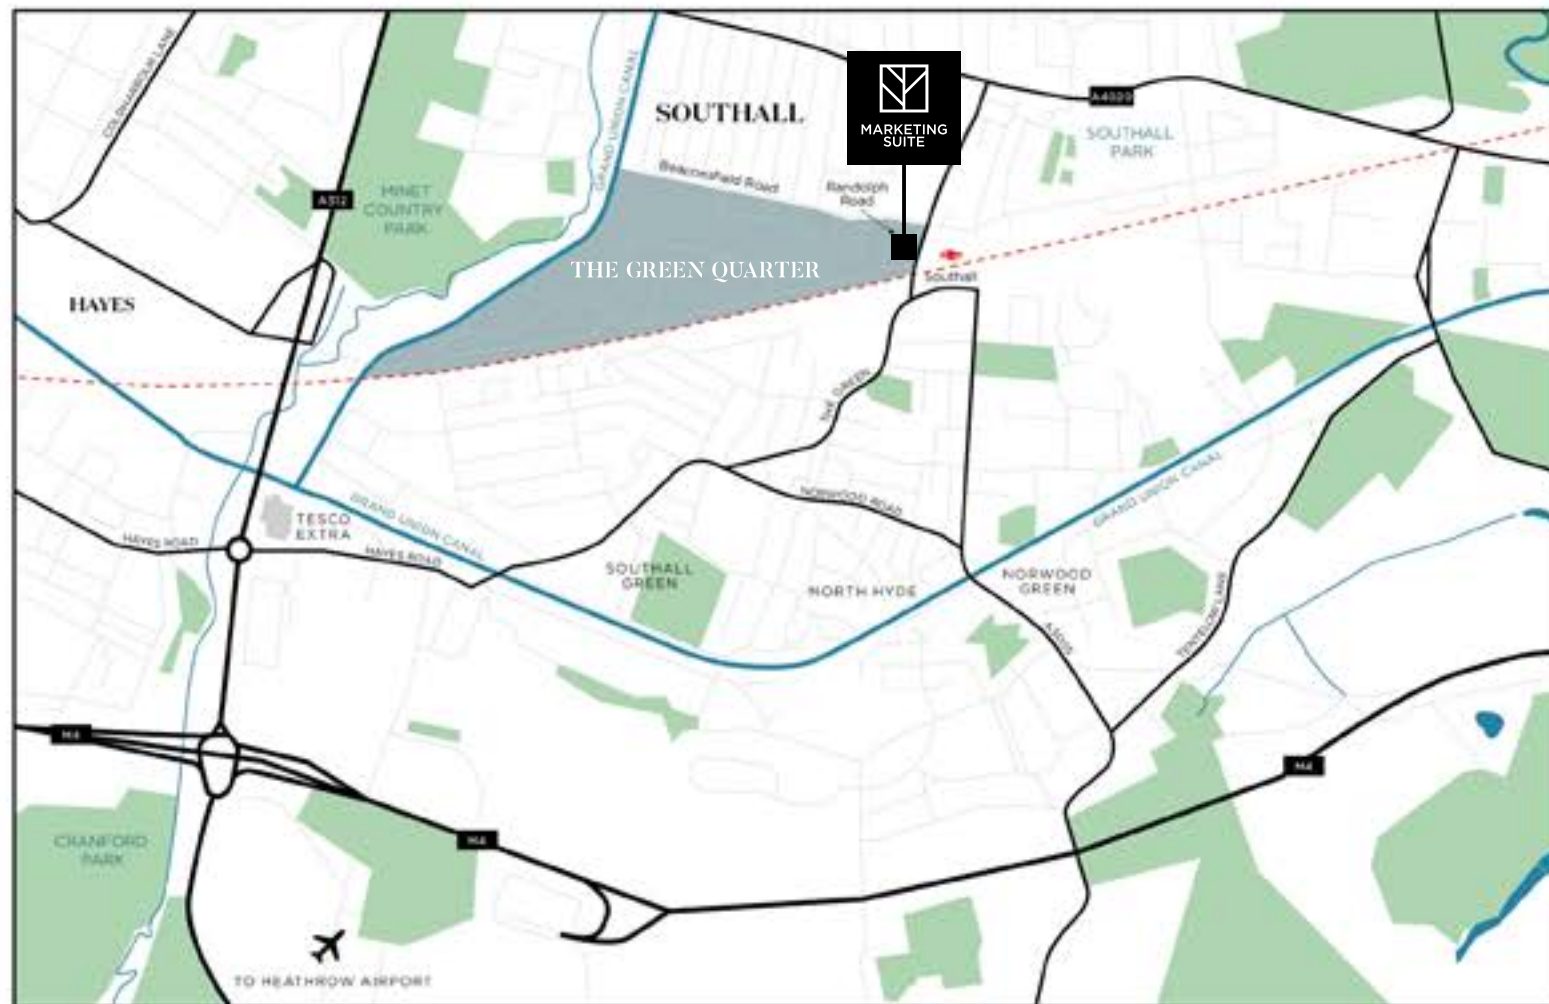 COLDHARBOUR LANE
GRAND UNION CANAL
SOUTHALL
MARKETING
SUITE
A4020
SOUTHALL
PARK
A312
MINET
COUNTRY
PARK
Beaconsfield Road
Randolph
Road
THE GREEN QUARTER
Southall
HAYES
THE GREEN
NORWOOD ROAD
GRAND UNION CANAL
TESCO
EXTRA
GRAND UNION CANAL
HAYES ROAD
HAYES ROAD
SOUTHALL
GREEN
NORTH HYDE
NORWOOD
GREEN
A3005
TENTELOW LANE
M4
M4
M4
CRANFORD
PARK
TO HEATHROW AIRPORT